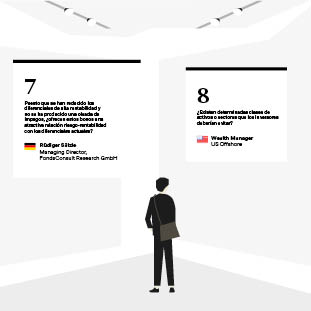 7
Puesto que se han reducido los
diferenciales de alta rentabilidad y
no se ha producido una oleada de
impagos, ¿ofrecen estos bonos una
atractiva relación riesgo-rentabilidad
con los diferenciales actuales?
Rüdiger Sälzle
Managing Director,
FondsConsult Research GmbH
8
¿Existen determinadas clases de
activos o sectores que los inversores
deberían evitar?
Wealth Manager
US Offshore